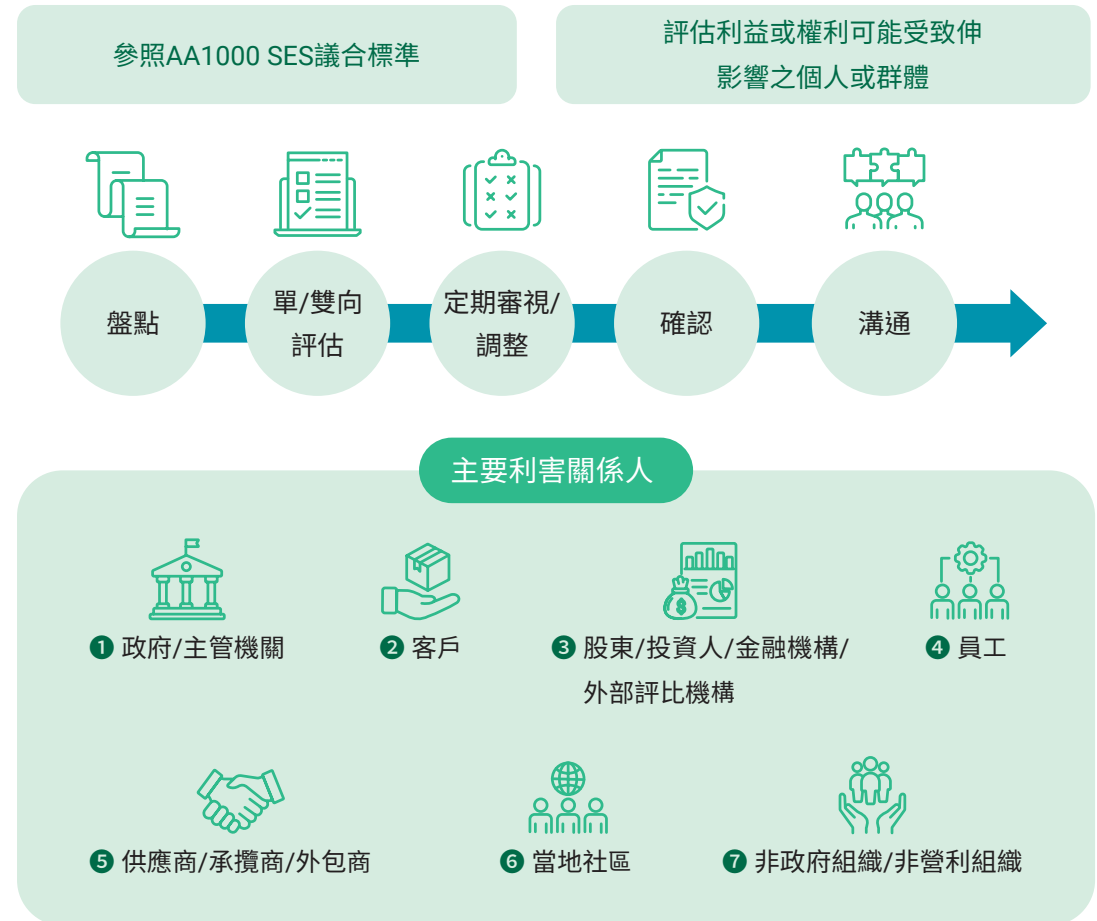 參照AA1000 SES議合標準
評估利益或權利可能受致伸
影響之個人或群體
盤點
單/雙向
評估
定期審視/
調整
確認
溝通
主要利害關係人
❶ 政府/主管機關
❷ 客戶
❸ 股東/投資人/金融機構/
外部評比機構
❹ 員工
❺ 供應商/承攬商/外包商
❻ 當地社區
❼ 非政府組織/非營利組織